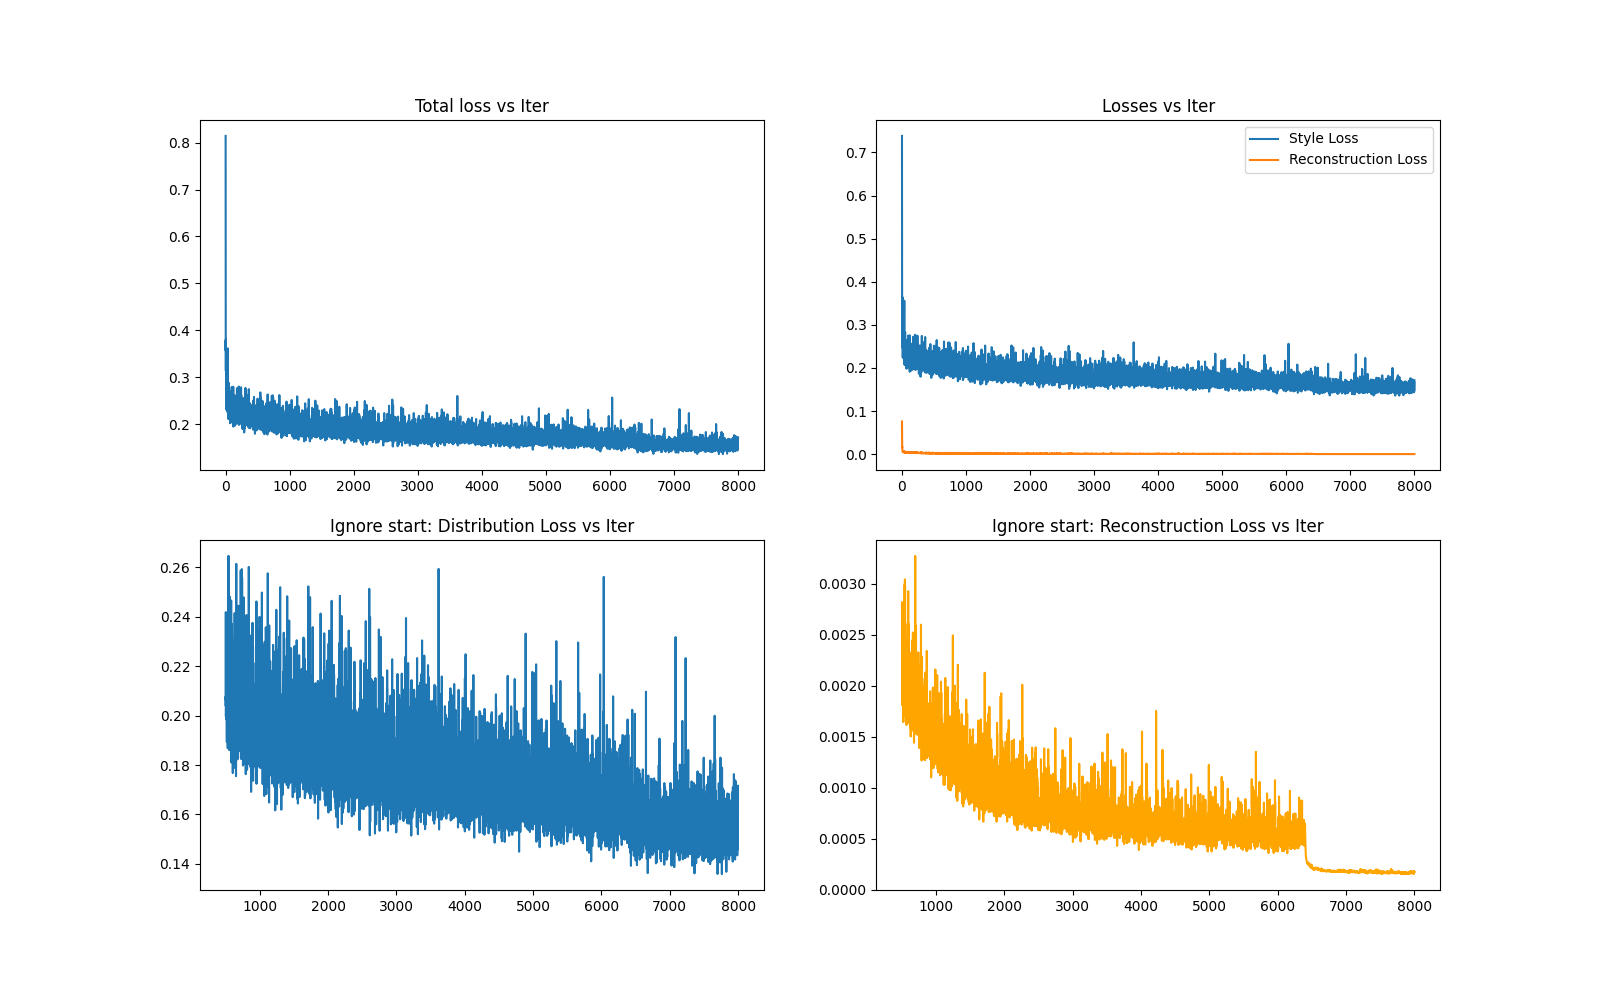 Total loss vs Iter
0.8
0.7
0.6
0.5
0.4
0.3
0.2
0 1000 2000 3000 4000 5000 6000 7000 8000
Losses vs Iter
Style Loss
Reconstruction Loss
0.7
0.6
0.5
0.4
0.3
0.2
0.1
0.0
0 1000 2000 3000 4000 5000 6000 7000 8000
Ignore start: Distribution Loss vs Iter
0.26
0.24
0.22
0.20
0.18
0.16
0.14
1000 2000 3000 4000 5000 6000 7000 8000
Ignore start: Reconstruction Loss vs Iter
0.0030
0.0025
0.0020
0.0015
0.0010
0.0005
0.0000
1000 2000 3000 4000 5000 6000 7000 8000